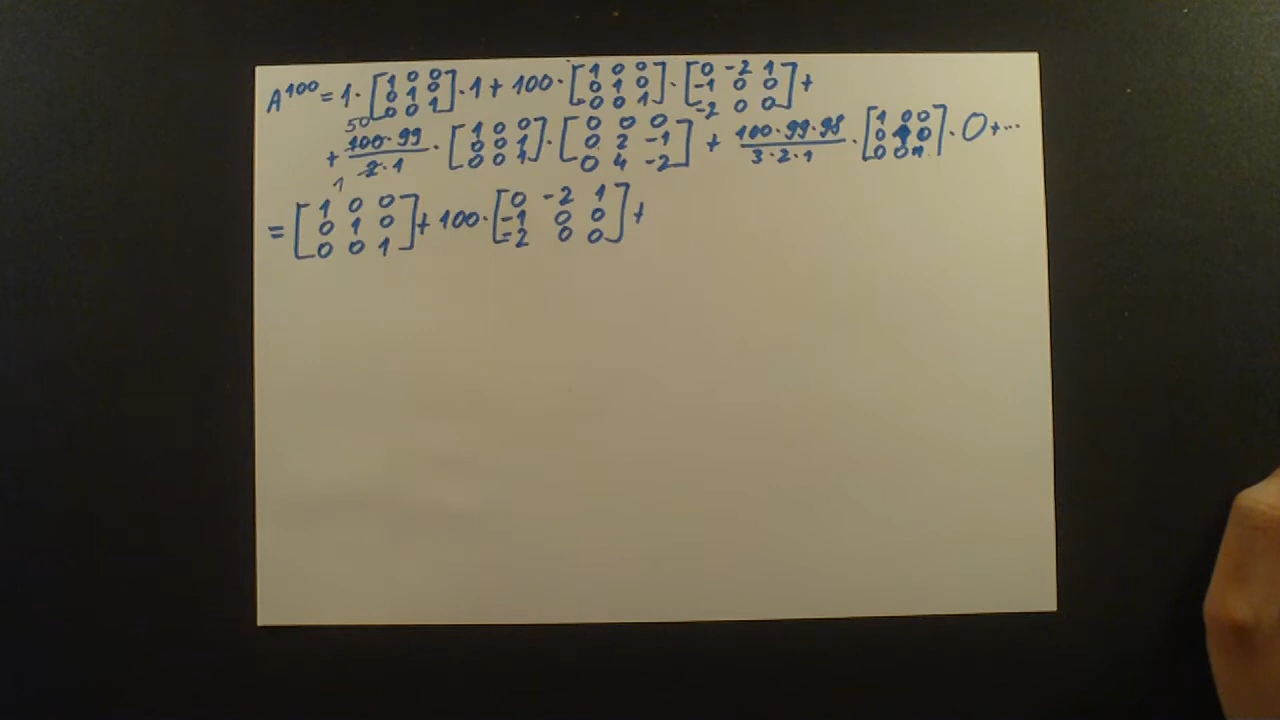 A¹⁰⁰ = 1 · [1 0 0; 0 1 0; 0 0 1] · 1 + 100 · [1 0 0; 0 1 0; 0 0 1] · [0 -2 1; -1 0 0; -2 0 0] +
+ 50 100·99 / 2·1 1 · [1 0 0; 0 0 1; 0 0 1] · [0 0 0; 0 2 -1; 0 4 -2] + 100·99·98 / 3·2·1 · [1 0 0; 0 1 0; 0 0 1] · 0 + ...
= [1 0 0; 0 1 0; 0 0 1] + 100 · [0 -2 1; -1 0 0; -2 0 0] +